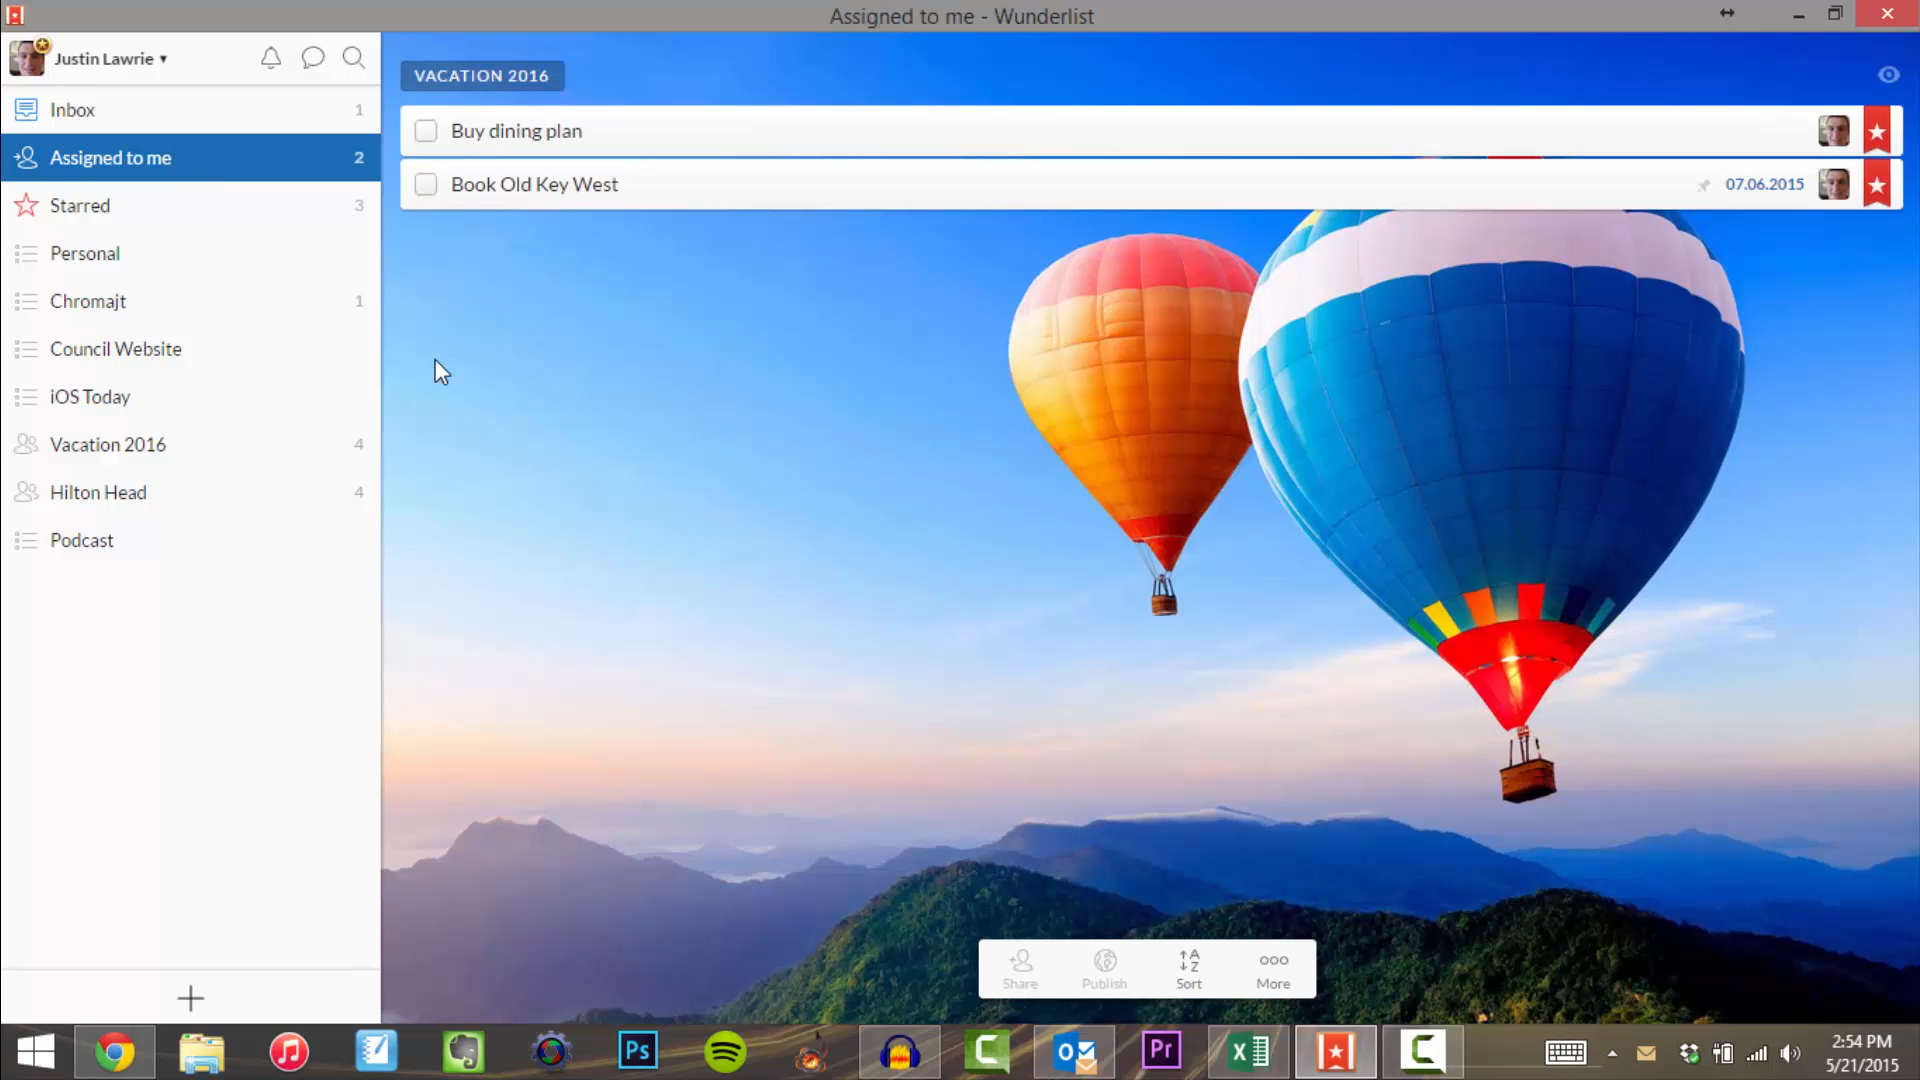 Assigned to me - Wunderlist
Justin Lawrie
Inbox 1
Assigned to me 2
Starred 3
Personal
Chromajt 1
Council Website
iOS Today
Vacation 2016 4
Hilton Head 4
Podcast
VACATION 2016
Buy dining plan
Book Old Key West 07.06.2015
Share Publish Sort More
A
Z
Ps
Pr
2:54 PM
5/21/2015